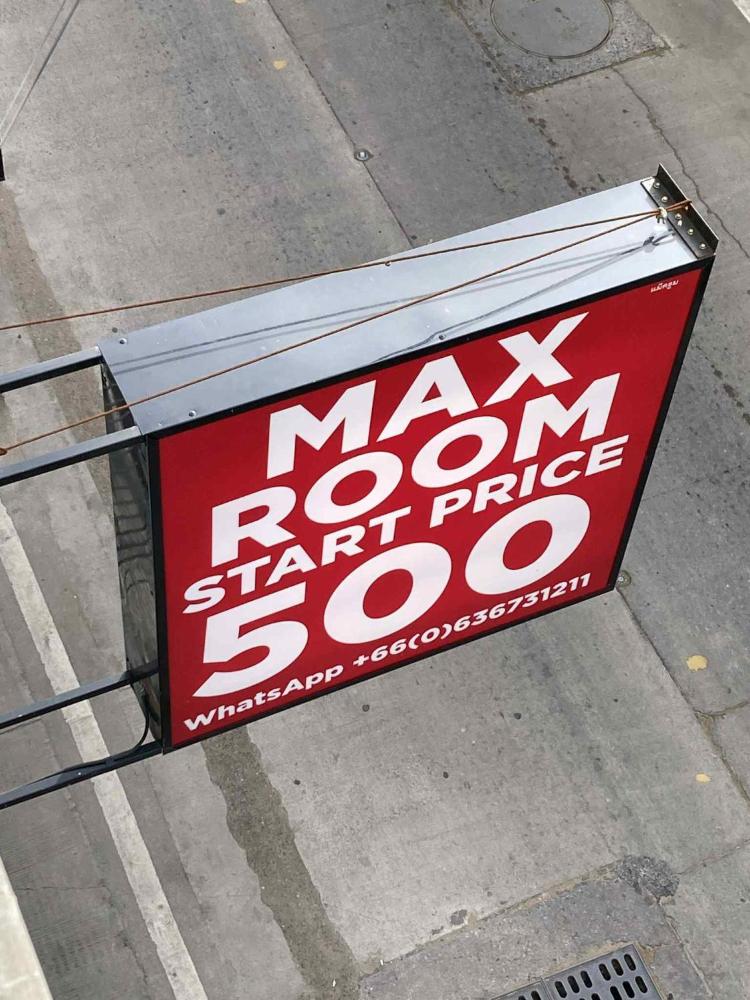 MAX
ROOM
START PRICE
500
WhatsApp +66(0)636731211